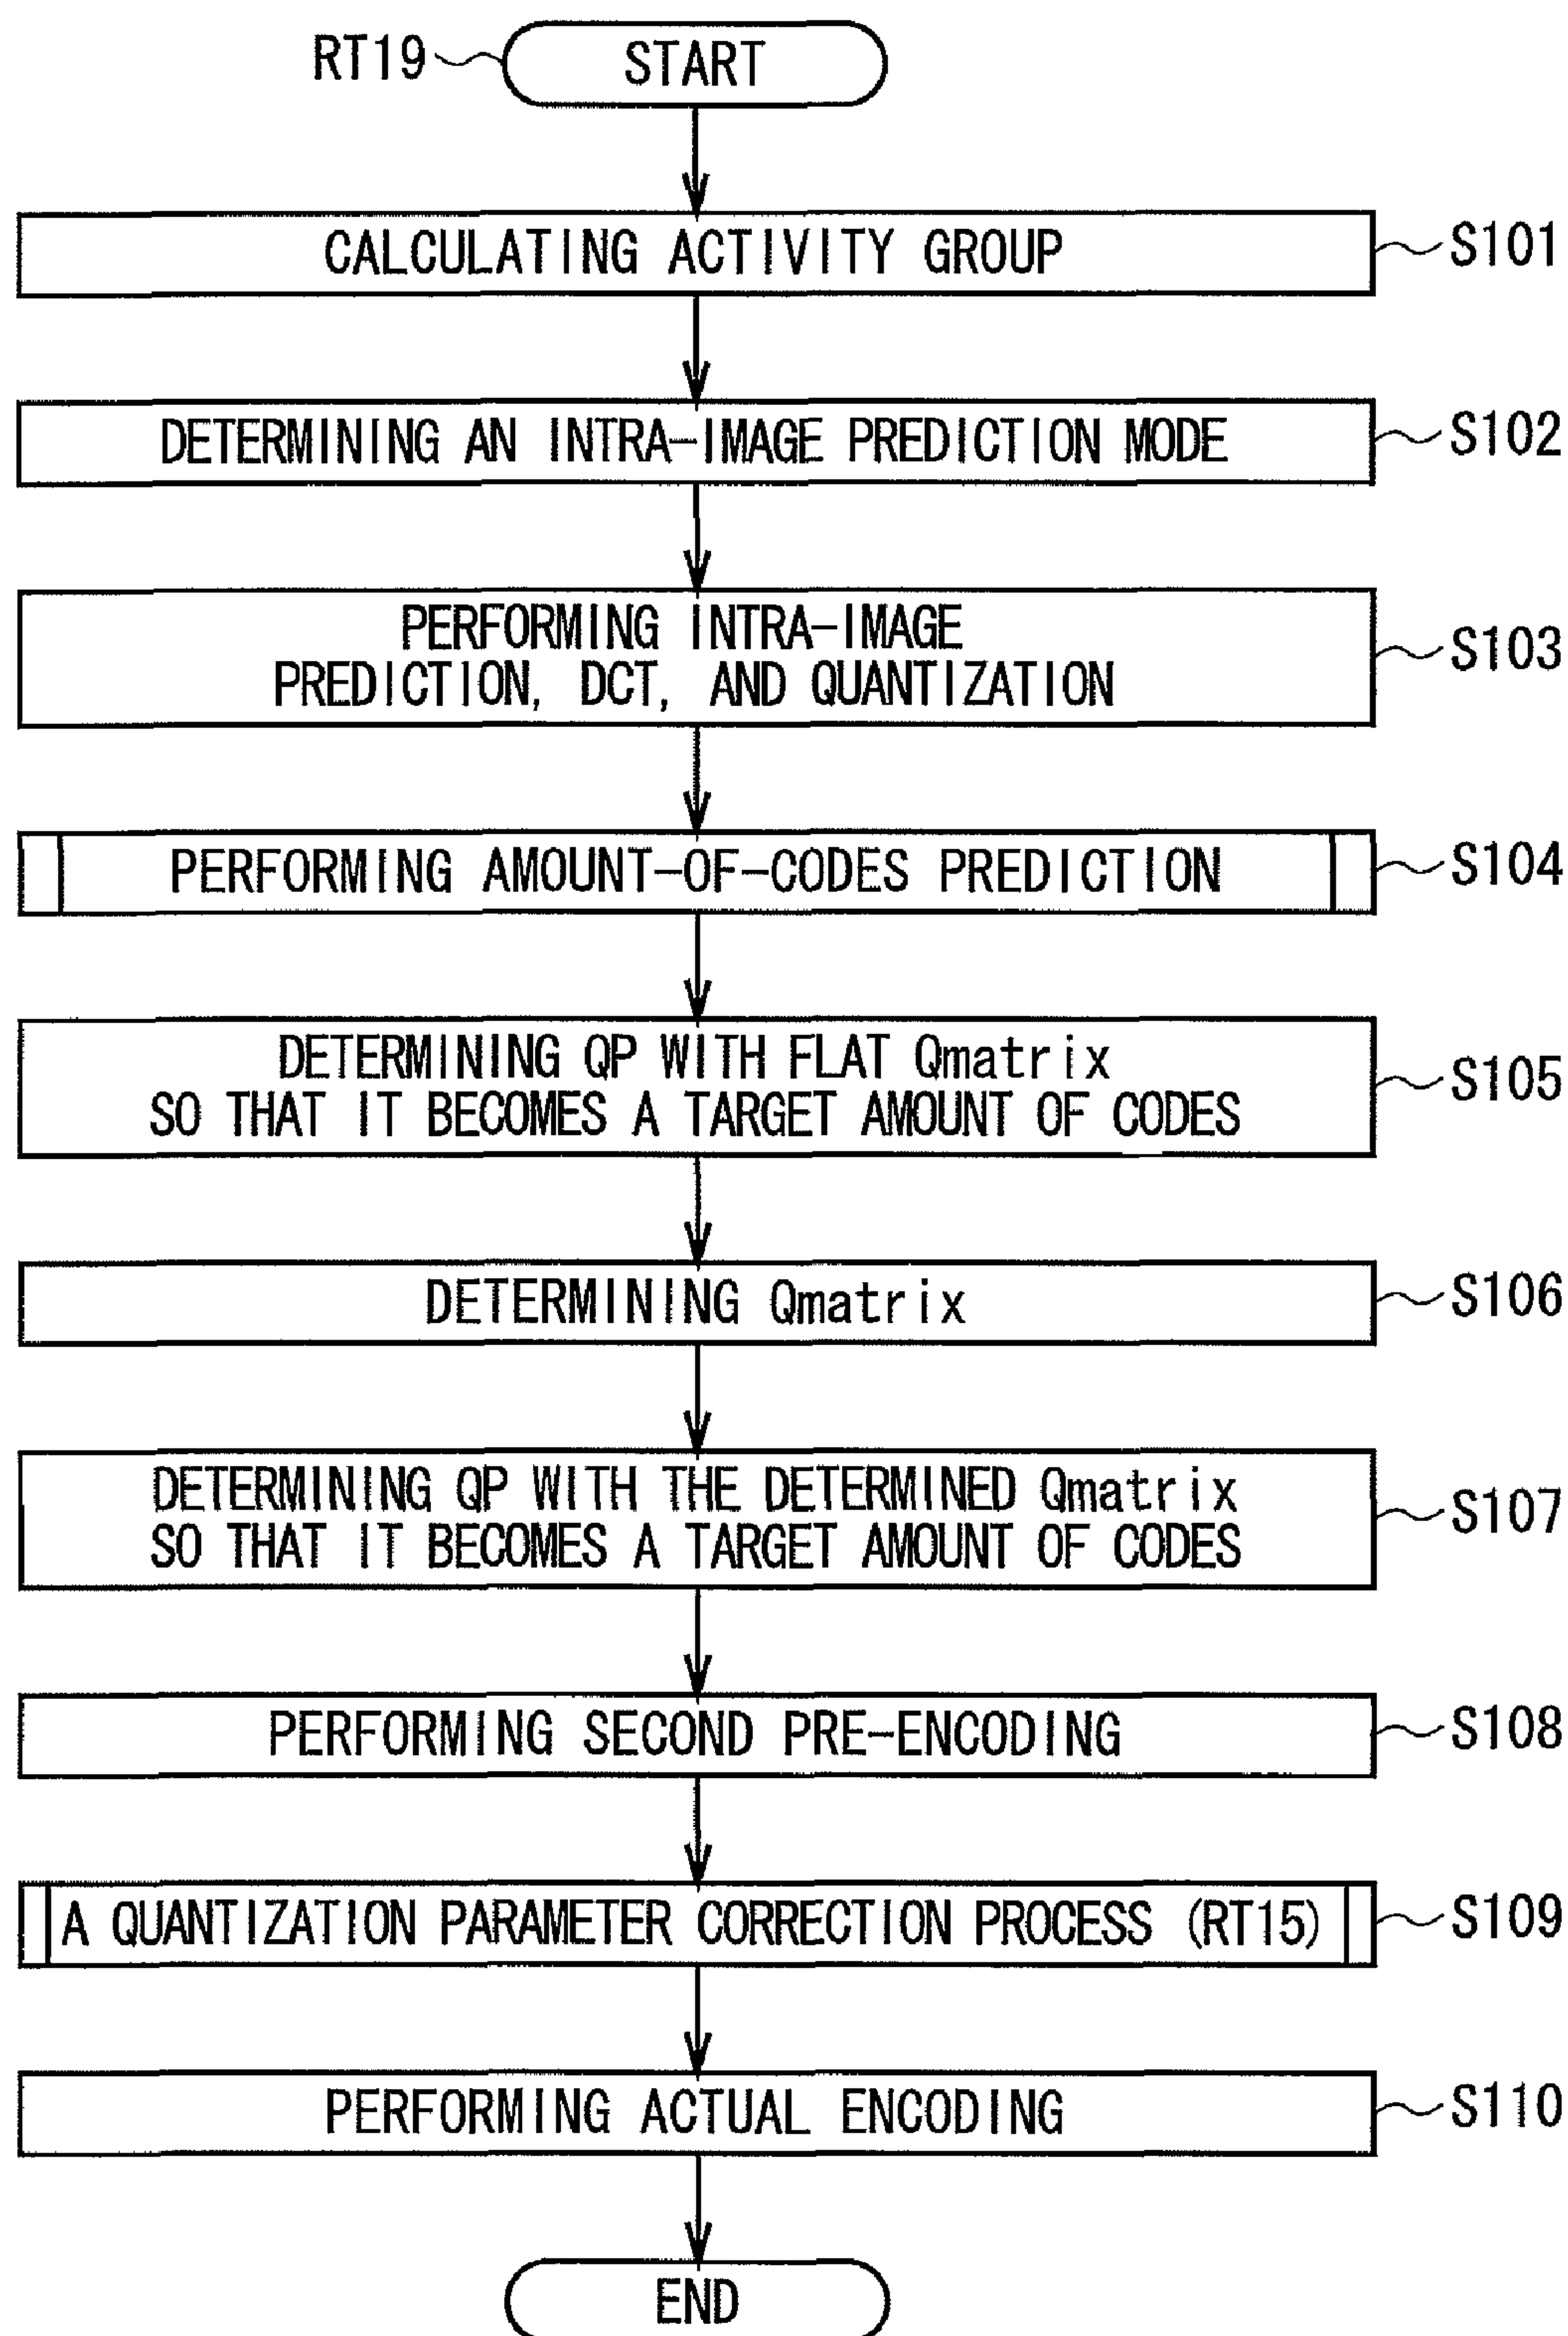 RT19
START
CALCULATING ACTIVITY GROUP
S101
DETERMINING AN INTRA-IMAGE PREDICTION MODE
S102
PERFORMING INTRA-IMAGE
PREDICTION, DCT, AND QUANTIZATION
S103
PERFORMING AMOUNT-OF-CODES PREDICTION
S104
DETERMINING QP WITH FLAT Qmatrix
SO THAT IT BECOMES A TARGET AMOUNT OF CODES
S105
DETERMINING Qmatrix
S106
DETERMINING QP WITH THE DETERMINED Qmatrix
SO THAT IT BECOMES A TARGET AMOUNT OF CODES
S107
PERFORMING SECOND PRE-ENCODING
S108
A QUANTIZATION PARAMETER CORRECTION PROCESS (RT15)
S109
PERFORMING ACTUAL ENCODING
S110
END